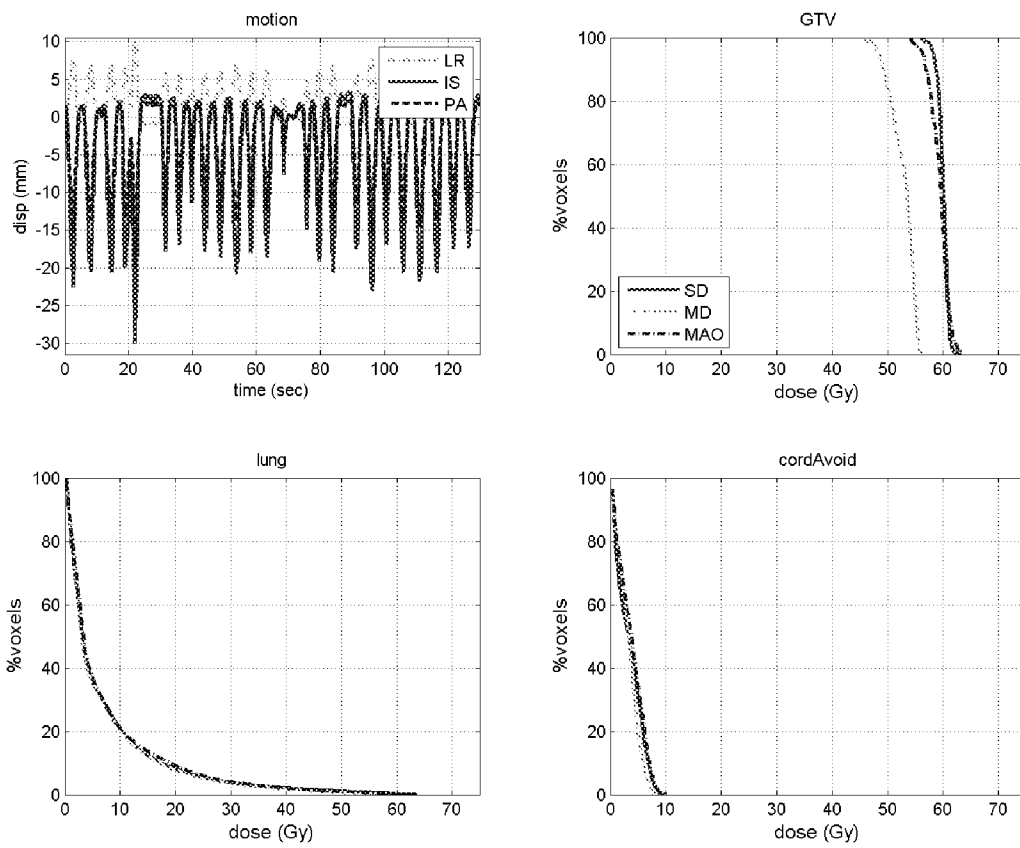 motion
10
5
0
-5
-10
-15
-20
-25
-30
disp (mm)
LR
IS
PA
0 20 40 60 80 100 120
time (sec)
GTV
100
80
60
40
20
0
%voxels
SD
MD
MAO
0 10 20 30 40 50 60 70
dose (Gy)
lung
100
80
60
40
20
0
%voxels
0 10 20 30 40 50 60 70
dose (Gy)
cordAvoid
100
80
60
40
20
0
%voxels
0 10 20 30 40 50 60 70
dose (Gy)